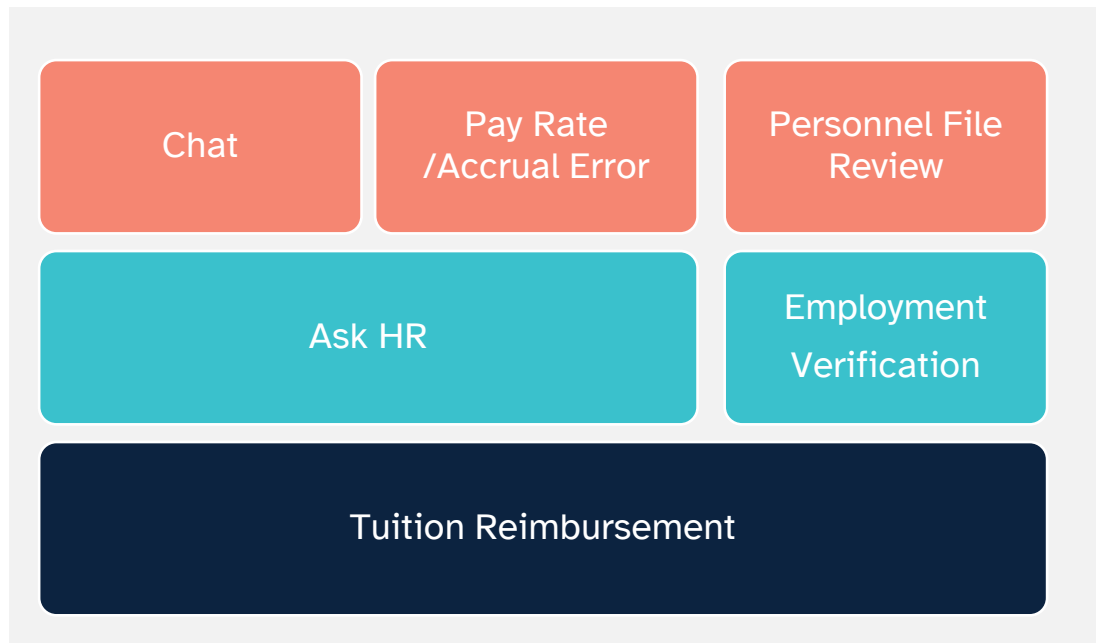 Chat
Pay Rate
/Accrual Error
Personnel File
Review
Ask HR
Employment
Verification
Tuition Reimbursement